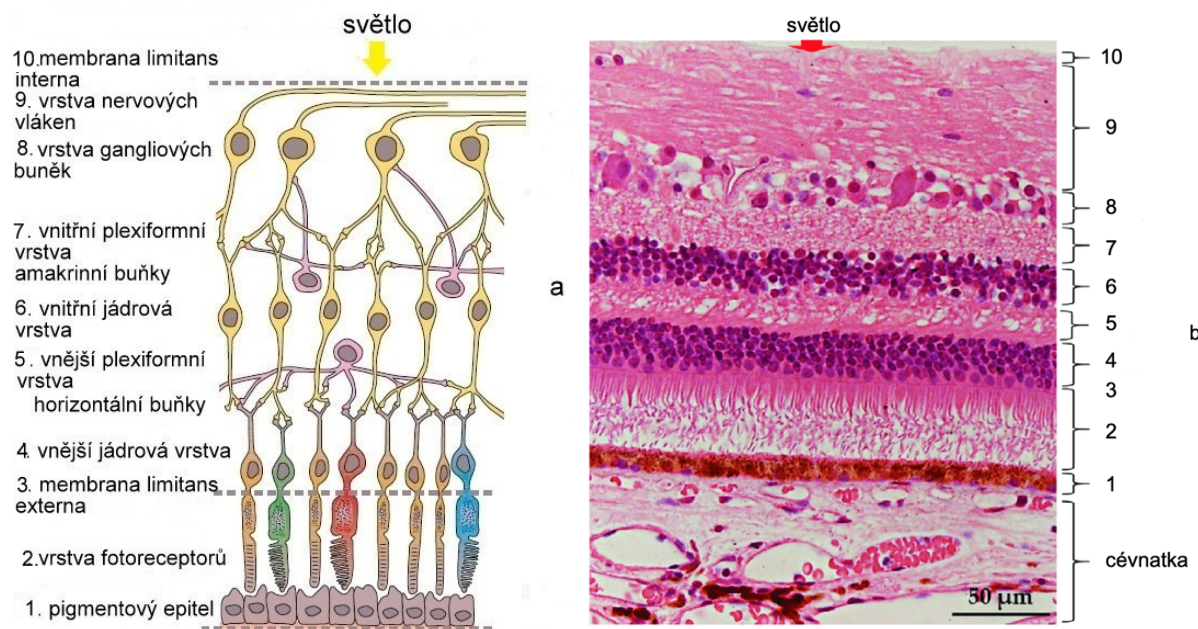 světlo
10.membrana limitans
interna
9. vrstva nervových
vláken
8. vrstva gangliových
buněk
7. vnitřní plexiformní
vrstva
amakrinní buňky
6. vnitřní jádrová
vrstva
5. vnější plexiformní
vrstva
horizontální buňky
4. vnější jádrová vrstva
3. membrana limitans
externa
2. vrstva fotoreceptorů
1. pigmentový epitel
a
světlo
10
9
8
7
6
5
4
3
2
1
cévnatka
50 µm
b